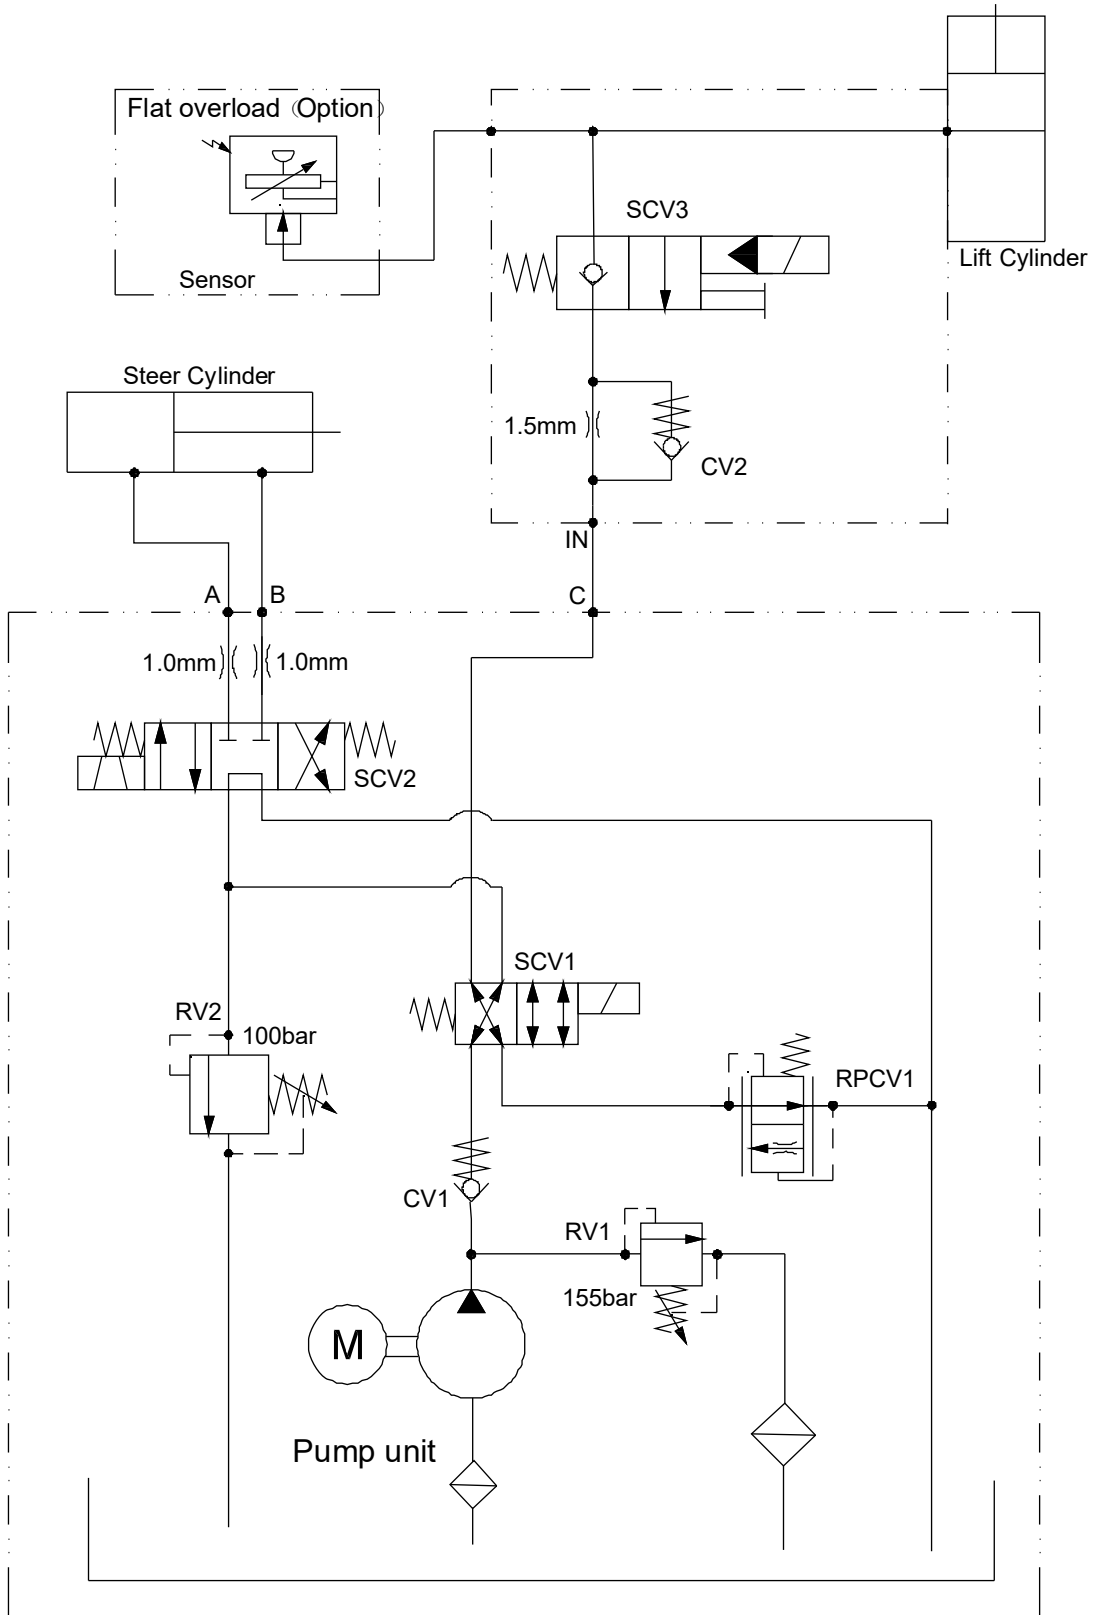 Flat overload (Option)
SCV3
Lift Cylinder
Sensor
Steer Cylinder
1.5mm
CV2
IN
A
B
C
1.0mm
1.0mm
SCV2
SCV1
RV2
100bar
RPCV1
CV1
RV1
155bar
M
Pump unit